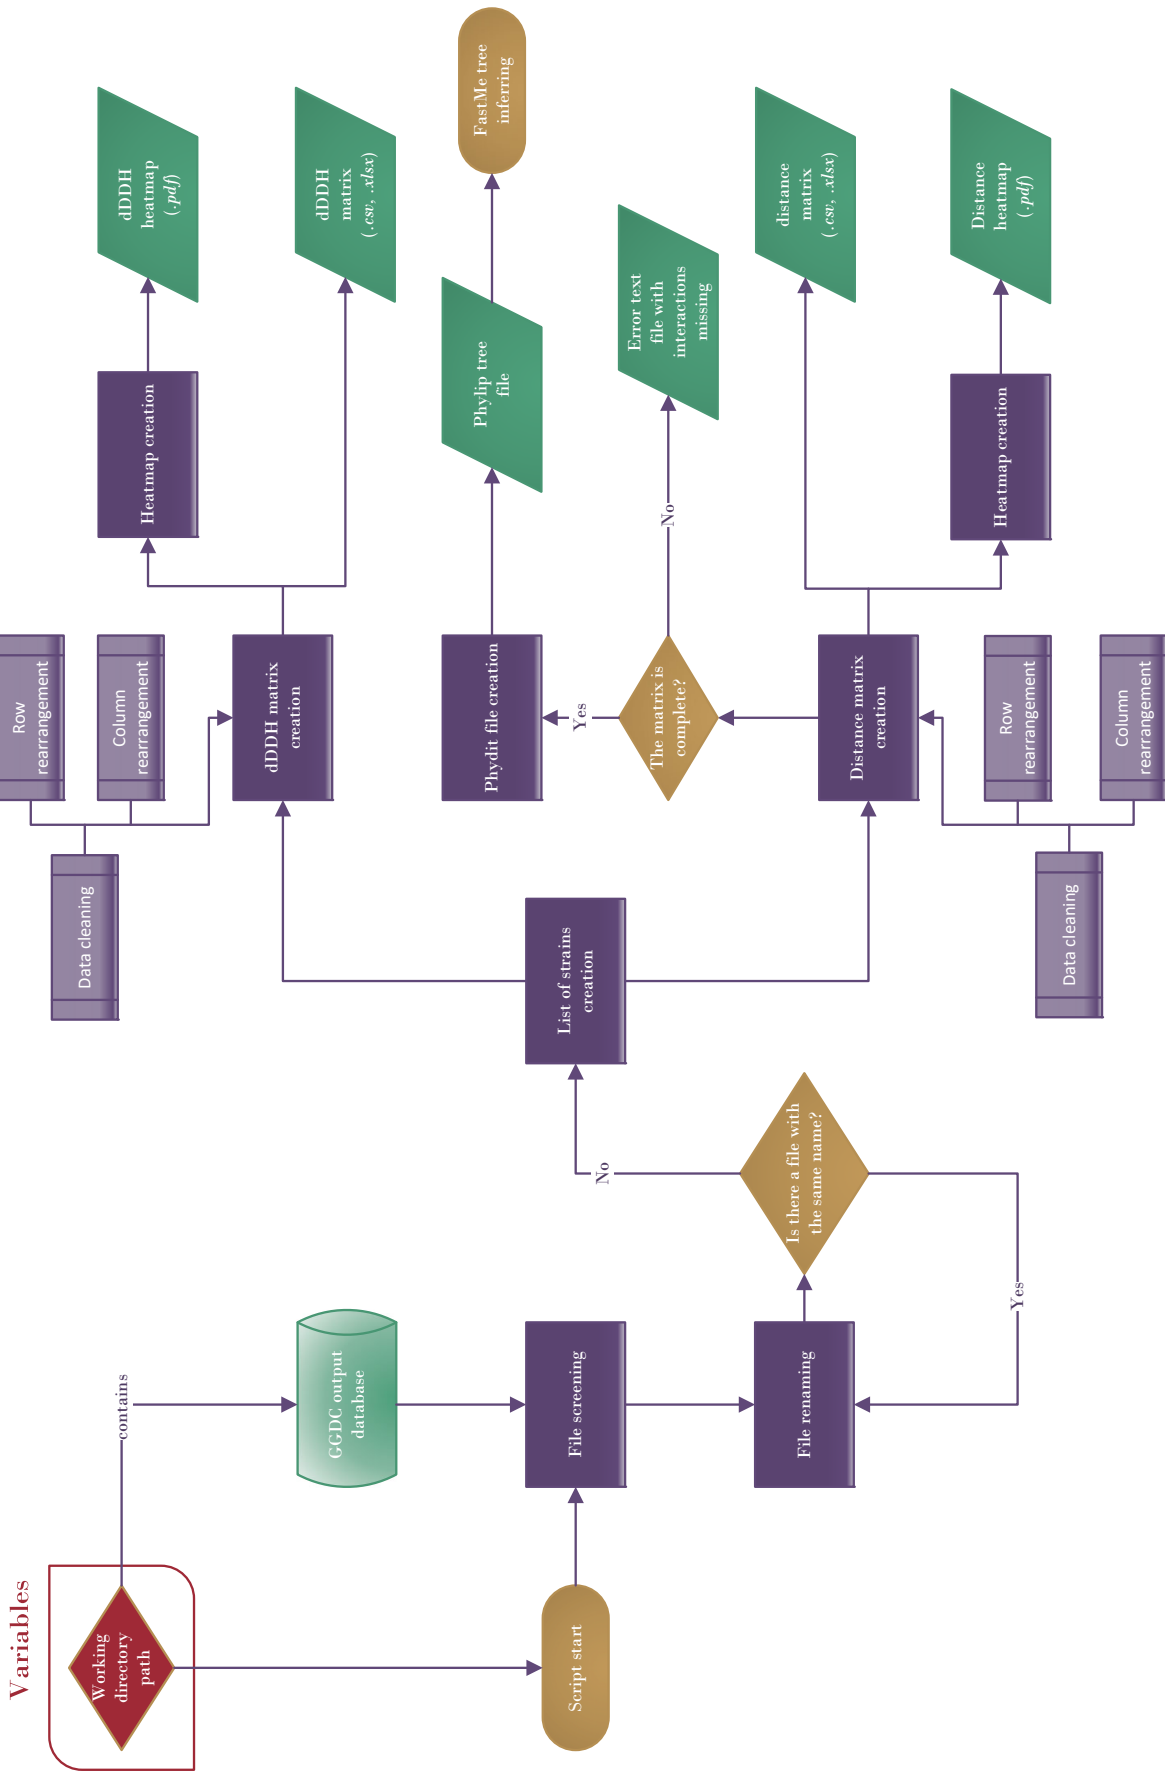 Variables
Working
directory
path
contains
GGDC output
database
Script start
File screening
File renaming
Is there a file with
the same name?
No
Yes
List of strains
creation
Data cleaning
Row
rearrangement
Column
rearrangement
dDDH matrix
creation
Heatmap creation
dDDH
heatmap
(.pdf)
dDDH
matrix
(.csv, .xlsx)
Phydit file creation
Phylip tree
file
FastMe tree
inferring
Yes
The matrix is
complete?
No
Error text
file with
interactions
missing
Distance matrix
creation
Data cleaning
Row
rearrangement
Column
rearrangement
distance
matrix
(.csv, .xlsx)
Heatmap creation
Distance
heatmap
(.pdf)